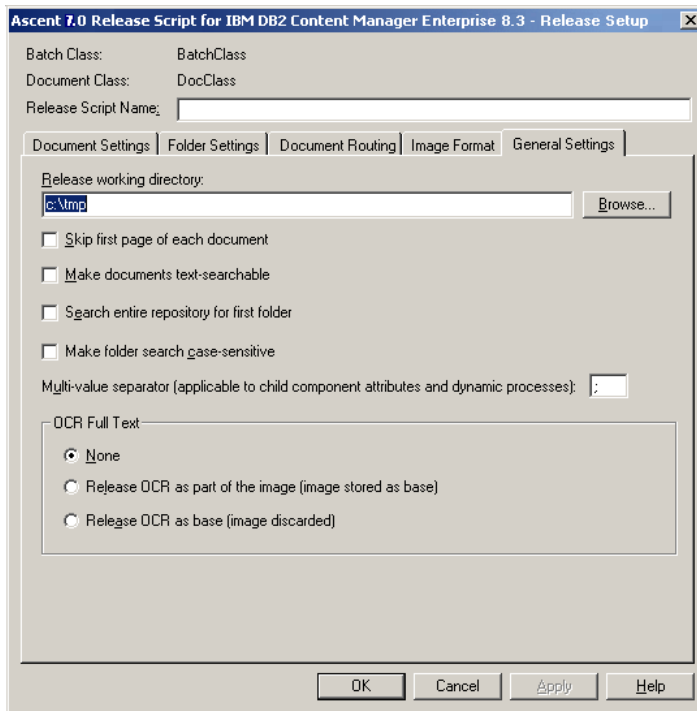 Ascent 7.0 Release Script for IBM DB2 Content Manager Enterprise 8.3 - Release Setup
Batch Class: BatchClass
Document Class: DocClass
Release Script Name:
Document Settings Folder Settings Document Routing Image Format General Settings
Release working directory:
c:\tmp Browse...
Skip first page of each document
Make documents text-searchable
Search entire repository for first folder
Make folder search case-sensitive
Multi-value separator (applicable to child component attributes and dynamic processes): ;
OCR Full Text
None
Release OCR as part of the image (image stored as base)
Release OCR as base (image discarded)
OK Cancel Apply Help